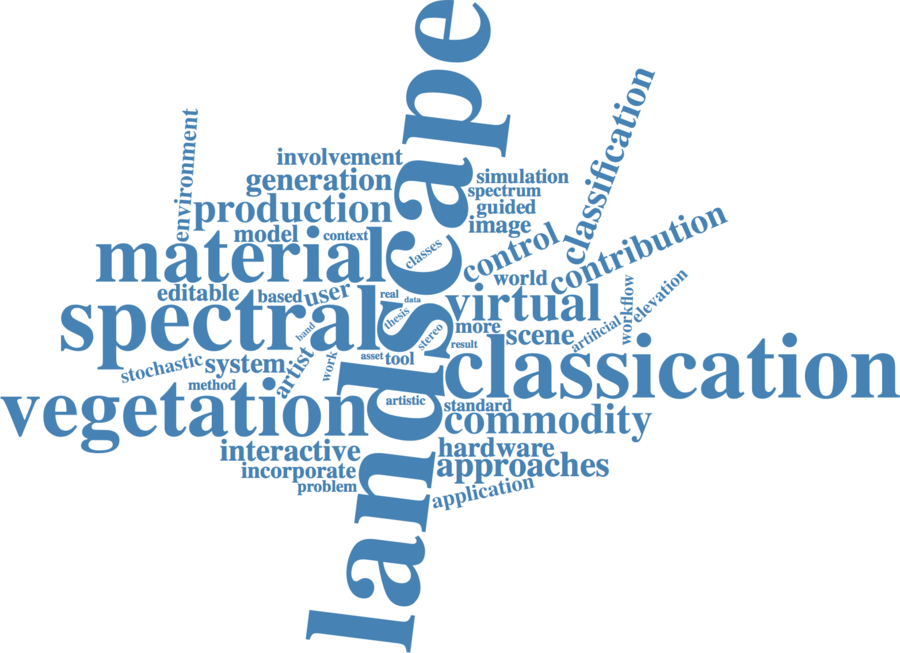 landscape
environment
involvement
generation
production
model
context
material
classes
simulation
spectrum
guided
image
classification
control
contribution
world
editable
based
user
real
data
spectral
thesis
band
stereo
virtual
more
result
scene
artificial
workflow
elevation
stochastic
system
artist
work
asset
tool
method
classication
vegetation
artistic
standard
commodity
interactive
hardware
incorporate
approaches
problem
application